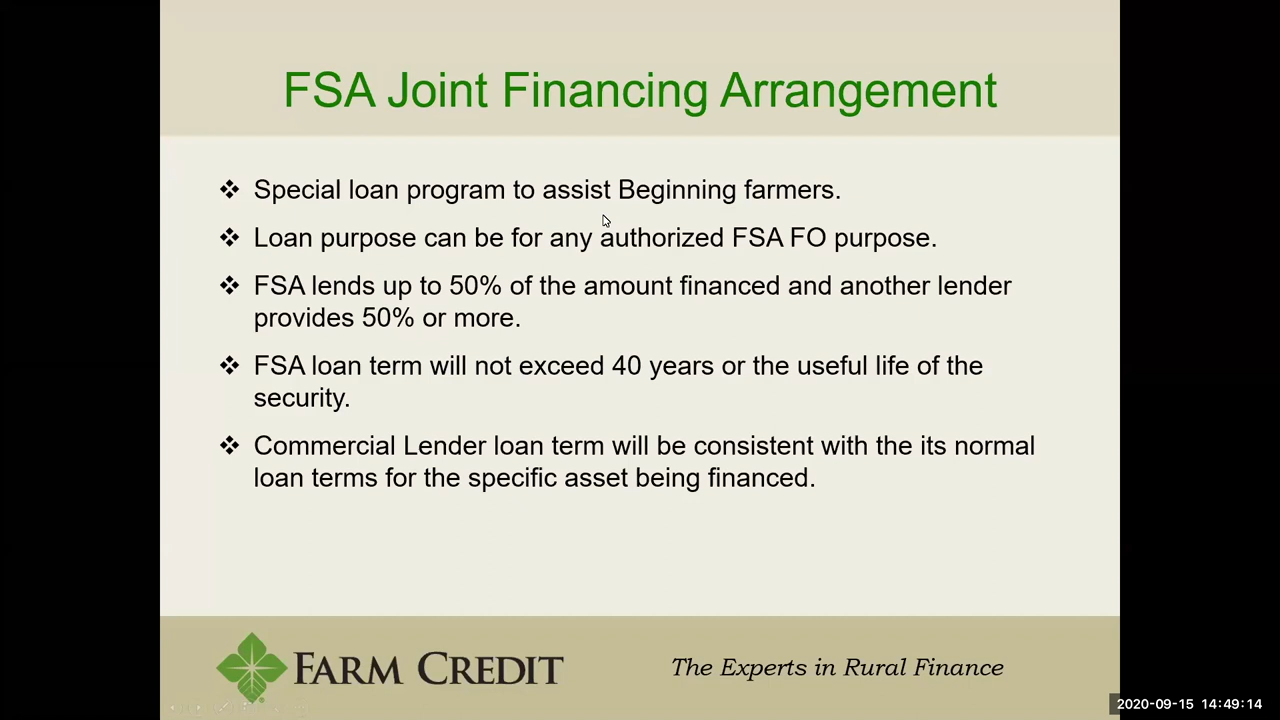 FSA Joint Financing Arrangement
❖ Special loan program to assist Beginning farmers.
❖ Loan purpose can be for any authorized FSA FO purpose.
❖ FSA lends up to 50% of the amount financed and another lender
provides 50% or more.
❖ FSA loan term will not exceed 40 years or the useful life of the
security.
❖ Commercial Lender loan term will be consistent with the its normal
loan terms for the specific asset being financed.
FARM CREDIT
The Experts in Rural Finance
2020-09-15 14:49:14